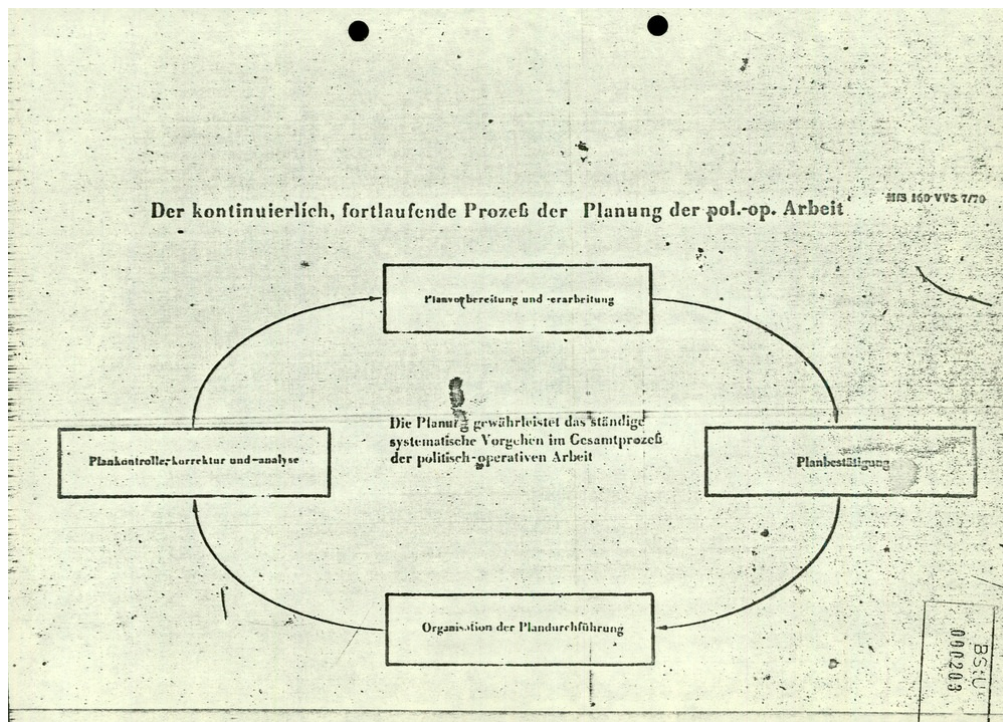 Der kontinuierlich, fortlaufende Prozeß der Planung der pol.-op. Arbeit
MfS 160 VVS 7/70
Planvorbereitung und -erarbeitung
Die Planung gewährleistet das ständige
systematische Vorgehen im Gesamtprozeß
der politisch-operativen Arbeit
Plankontrolle, korrektur und -analyse
Planbestätigung
Organisation der Plandurchführung
BStU
000203